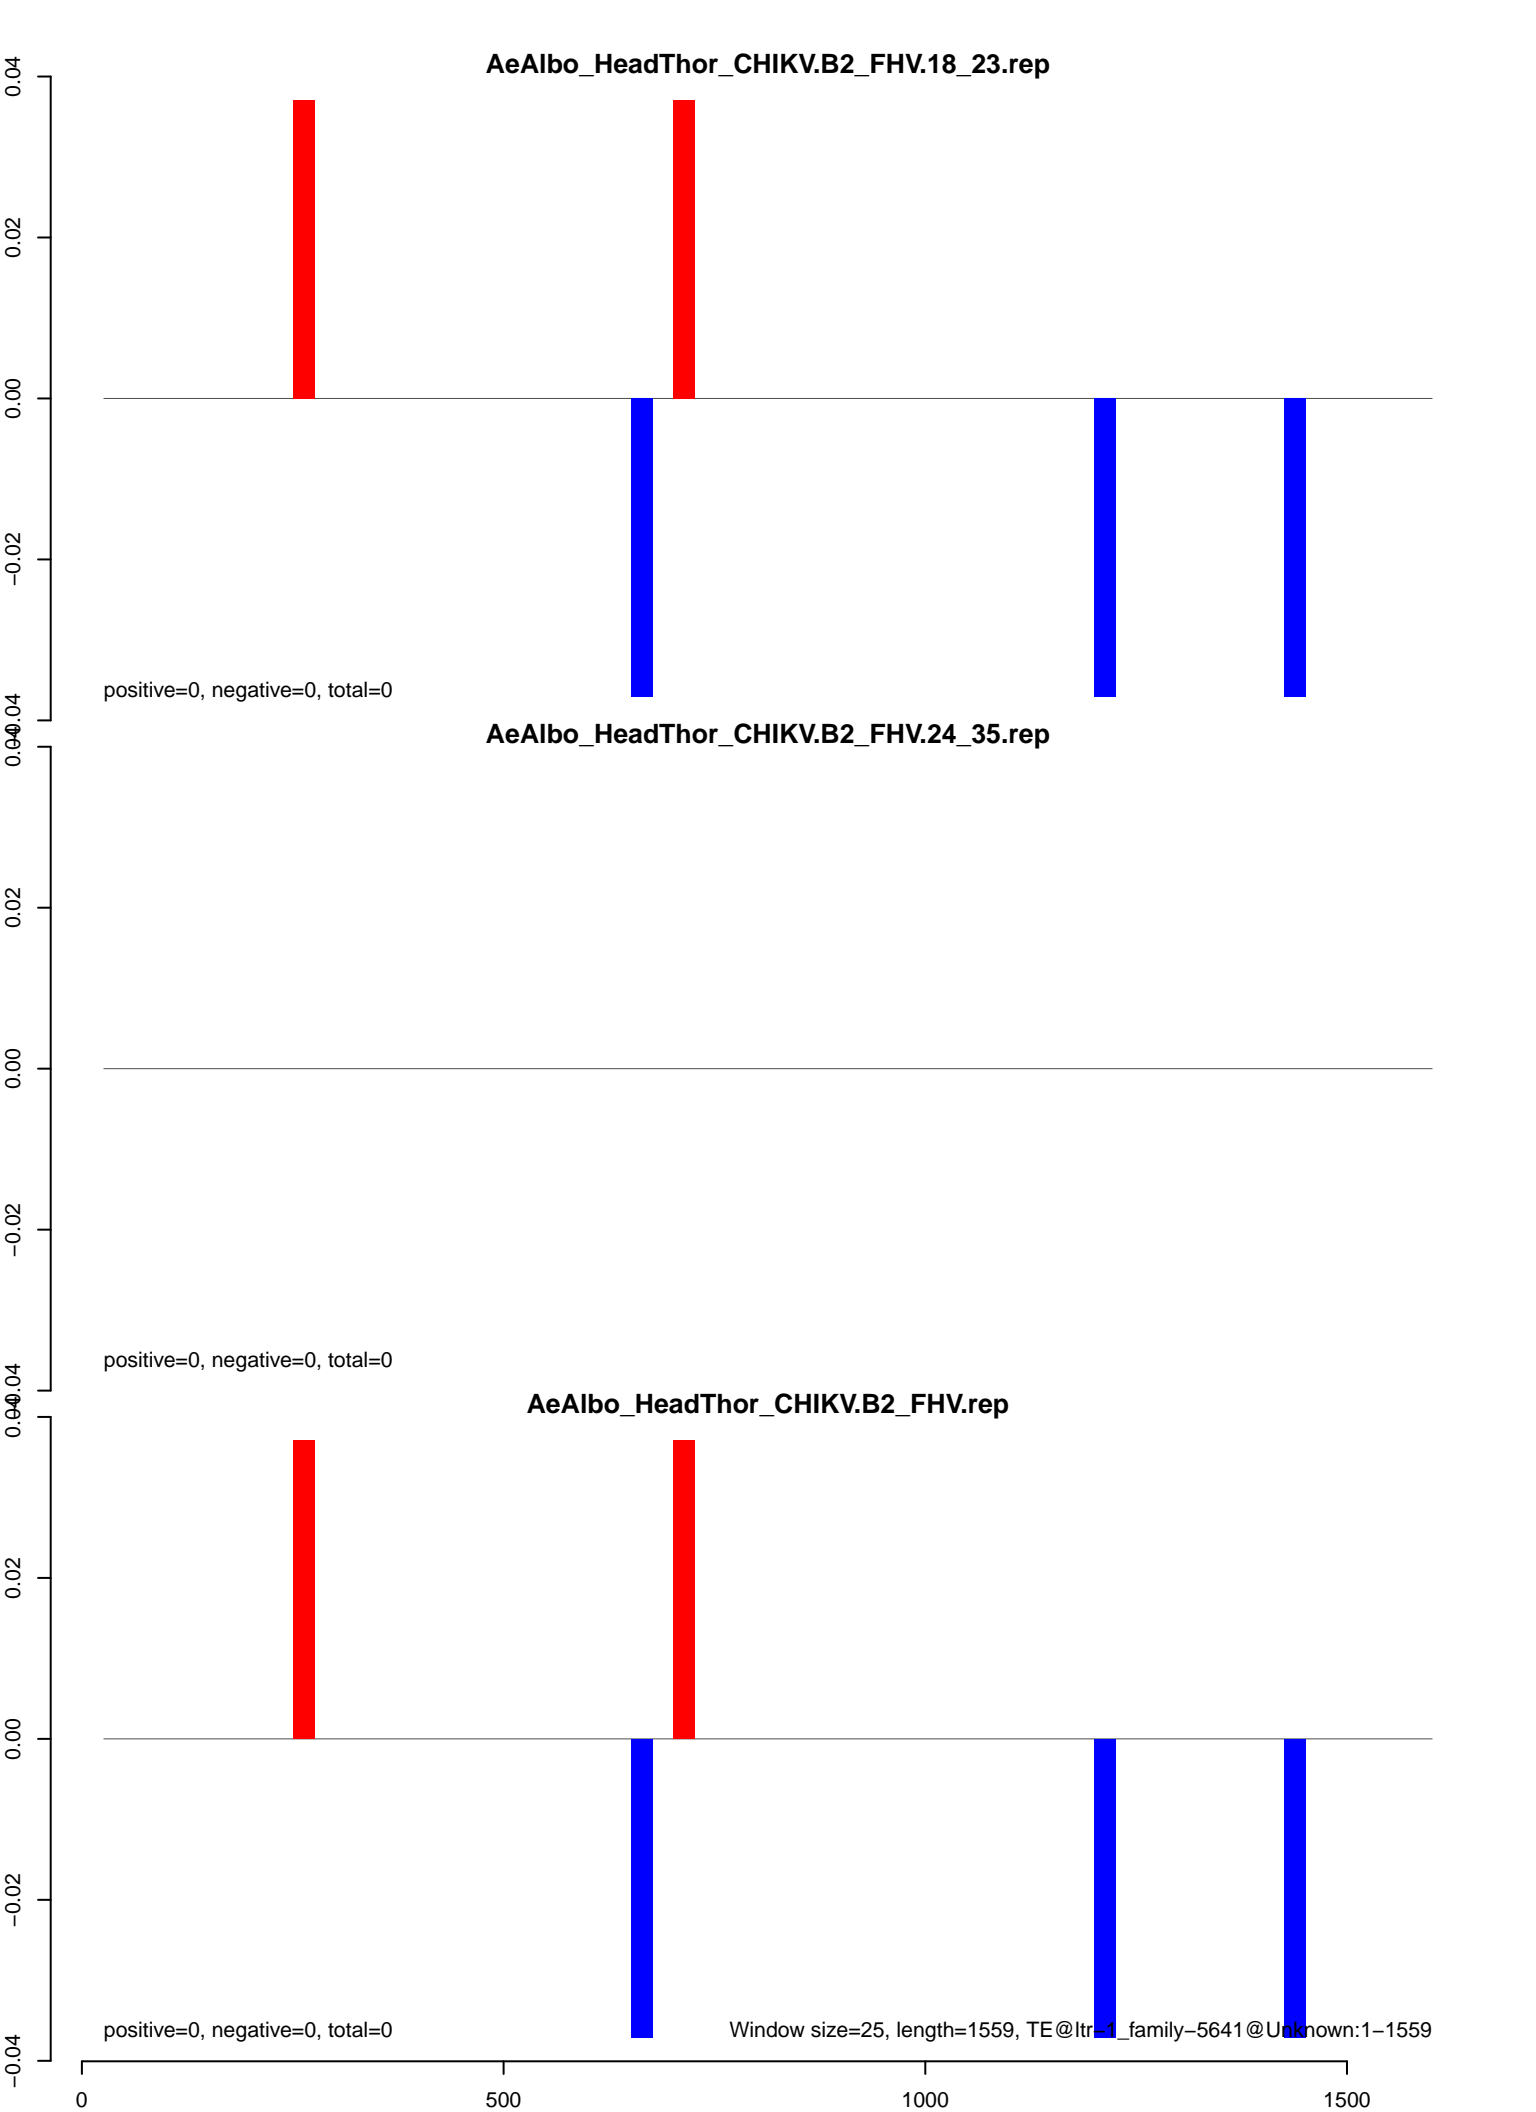 AeAlbo_HeadThor_CHIKV.B2_FHV.18_23.rep
0.04
0.02
0.00
−0.02
−0.04
positive=0, negative=0, total=0
AeAlbo_HeadThor_CHIKV.B2_FHV.24_35.rep
0.04
0.02
0.00
−0.02
−0.04
positive=0, negative=0, total=0
AeAlbo_HeadThor_CHIKV.B2_FHV.rep
0.04
0.02
0.00
−0.02
−0.04
positive=0, negative=0, total=0
Window size=25, length=1559, TE@ltr−1_family−5641@Unknown:1−1559
0 500 1000 1500